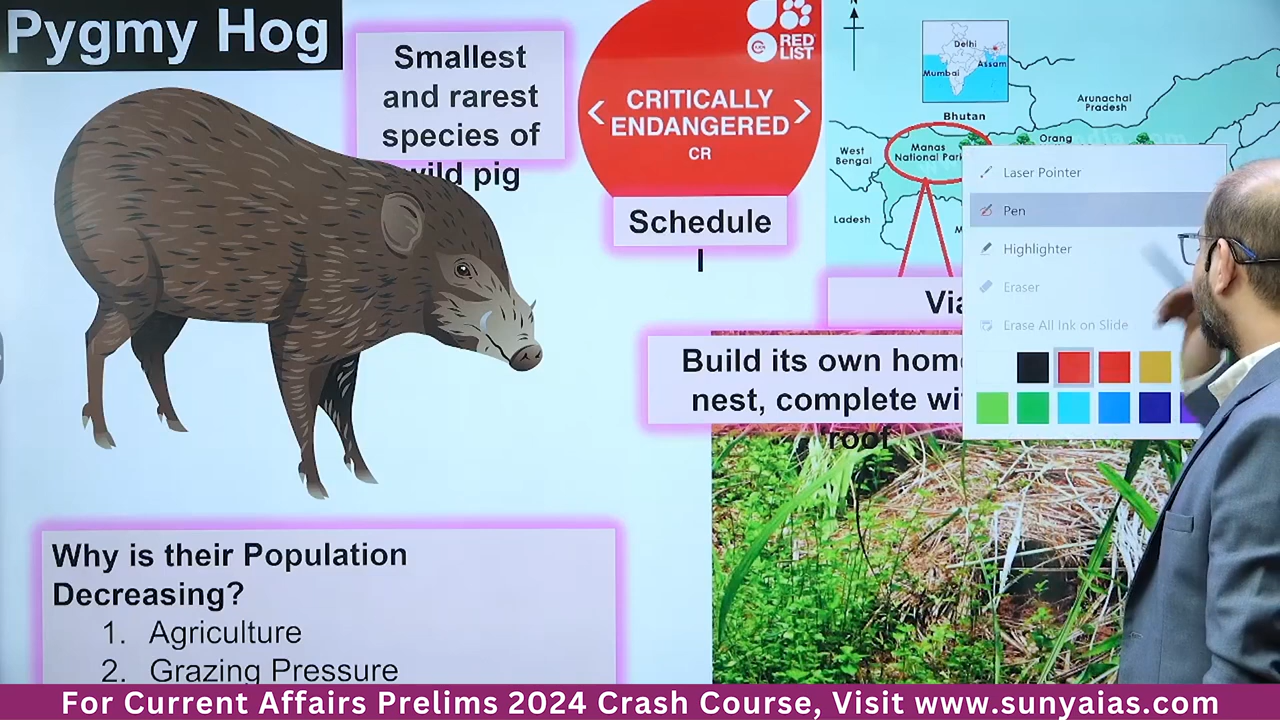 Pygmy Hog
Smallest
and rarest
species of
wild pig
RED
LIST
CRITICALLY
ENDANGERED
CR
Schedule
I
N
Delhi
Mumbai
Assam
Bhutan
Arunachal
Pradesh
West
Bengal
Manas
National Park
Orang
Ladesh
Laser Pointer
Pen
Highlighter
Eraser
Erase All Ink on Slide
Build its own
nest, complete
roof
Why is their Population
Decreasing?
1. Agriculture
2. Grazing Pressure
For Current Affairs Prelims 2024 Crash Course, Visit www.sunyaias.com